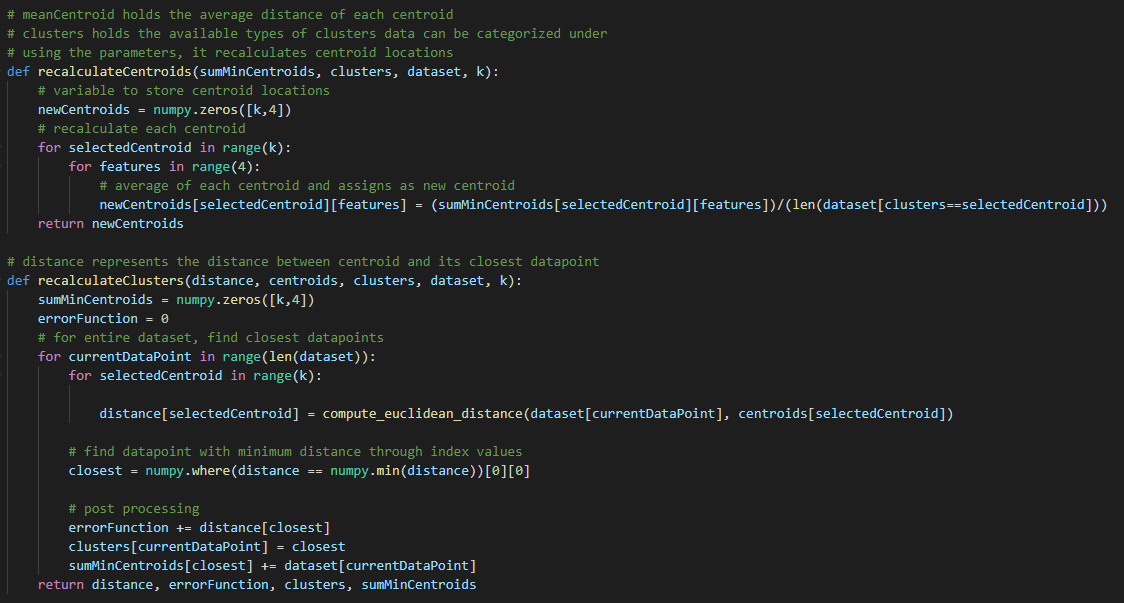 # meanCentroid holds the average distance of each centroid
# clusters holds the available types of clusters data can be categorized under
# using the parameters, it recalculates centroid locations
def recalculateCentroids(sumMinCentroids, clusters, dataset, k):
    # variable to store centroid locations
    newCentroids = numpy.zeros([k,4])
    # recalculate each centroid
    for selectedCentroid in range(k):
        for features in range(4):
            # average of each centroid and assigns as new centroid
            newCentroids[selectedCentroid][features] = (sumMinCentroids[selectedCentroid][features])/(len(dataset[clusters==selectedCentroid]))
    return newCentroids

# distance represents the distance between centroid and its closest datapoint
def recalculateClusters(distance, centroids, clusters, dataset, k):
    sumMinCentroids = numpy.zeros([k,4])
    errorFunction = 0
    # for entire dataset, find closest datapoints
    for currentDataPoint in range(len(dataset)):
        for selectedCentroid in range(k):

            distance[selectedCentroid] = compute_euclidean_distance(dataset[currentDataPoint], centroids[selectedCentroid])

        # find datapoint with minimum distance through index values
        closest = numpy.where(distance == numpy.min(distance))[0][0]

        # post processing
        errorFunction += distance[closest]
        clusters[currentDataPoint] = closest
        sumMinCentroids[closest] += dataset[currentDataPoint]
    return distance, errorFunction, clusters, sumMinCentroids